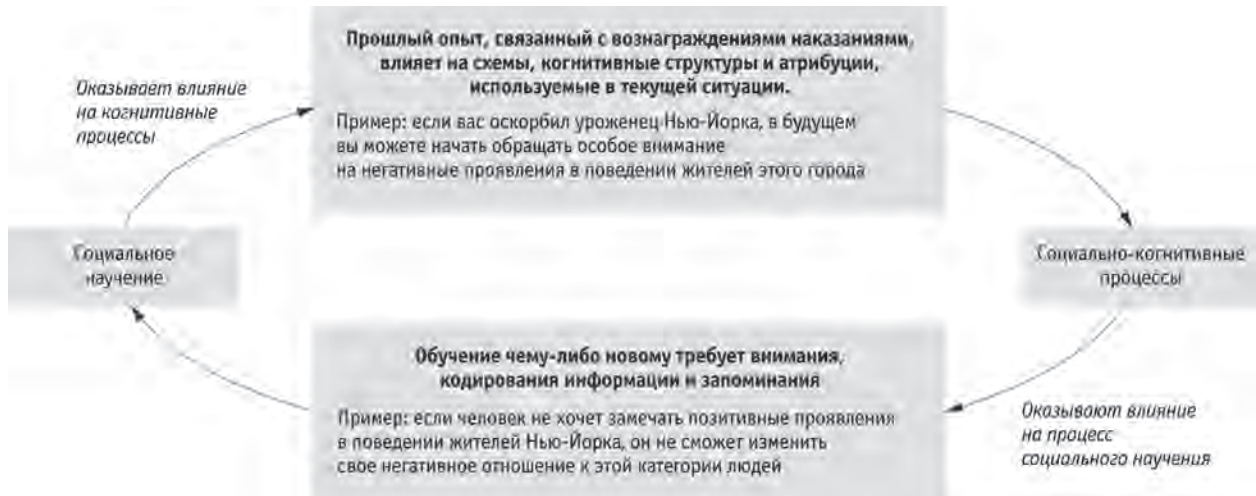 Прошлый опыт, связанный с вознаграждениями наказаниями,
влияет на схемы, когнитивные структуры и атрибуции,
используемые в текущей ситуации.
Пример: если вас оскорбил уроженец Нью-Йорка, в будущем
вы можете начать обращать особое внимание
на негативные проявления в поведении жителей этого города
Оказывает влияние
на когнитивные
процессы
Социальное
научение
Социально-когнитивные
процессы
Обучение чему-либо новому требует внимания,
кодирования информации и запоминания
Пример: если человек не хочет замечать позитивные проявления
в поведении жителей Нью-Йорка, он не сможет изменить
свое негативное отношение к этой категории людей
Оказывают влияние
на процесс
социального научения